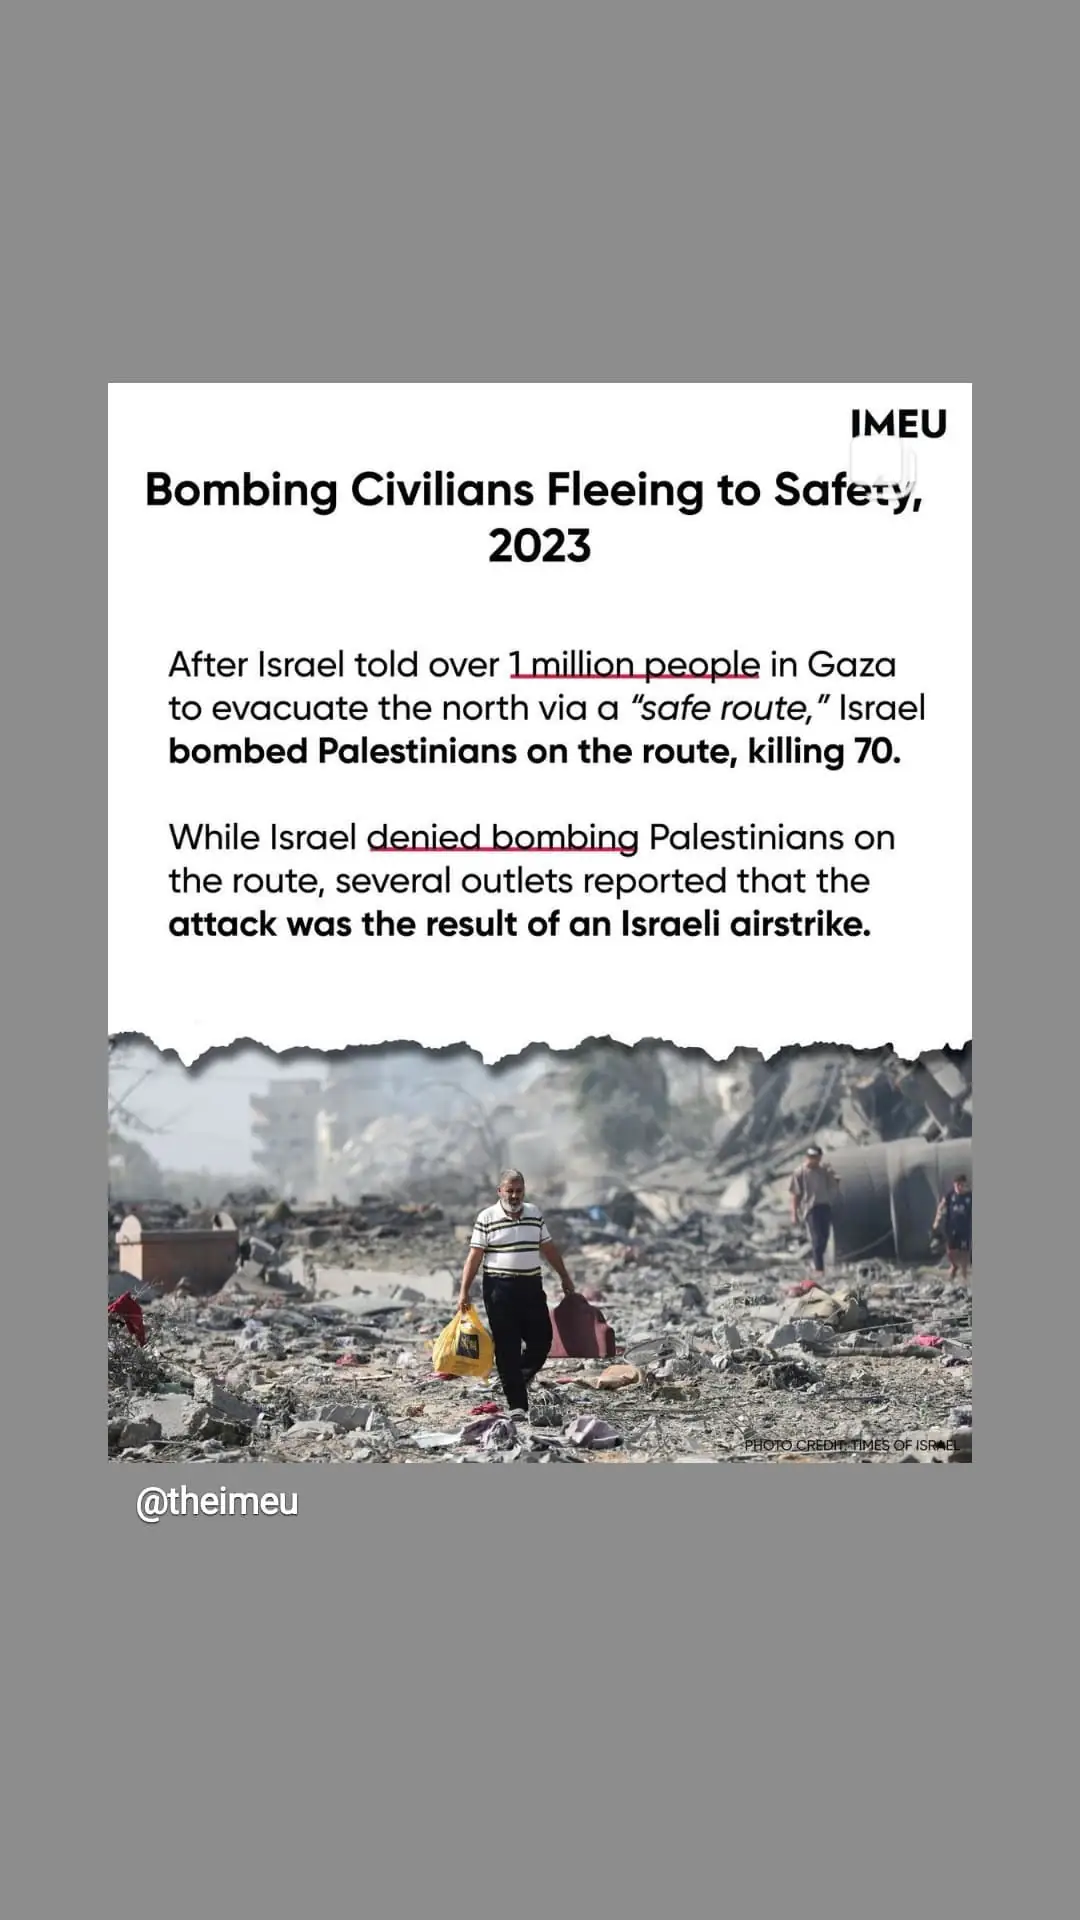 IMEU
Bombing Civilians Fleeing to Safety,
2023
After Israel told over 1 million people in Gaza
to evacuate the north via a “safe route,” Israel
bombed Palestinians on the route, killing 70.
While Israel denied bombing Palestinians on
the route, several outlets reported that the
attack was the result of an Israeli airstrike.
PHOTO CREDIT: TIMES OF ISRAEL
@theimeu